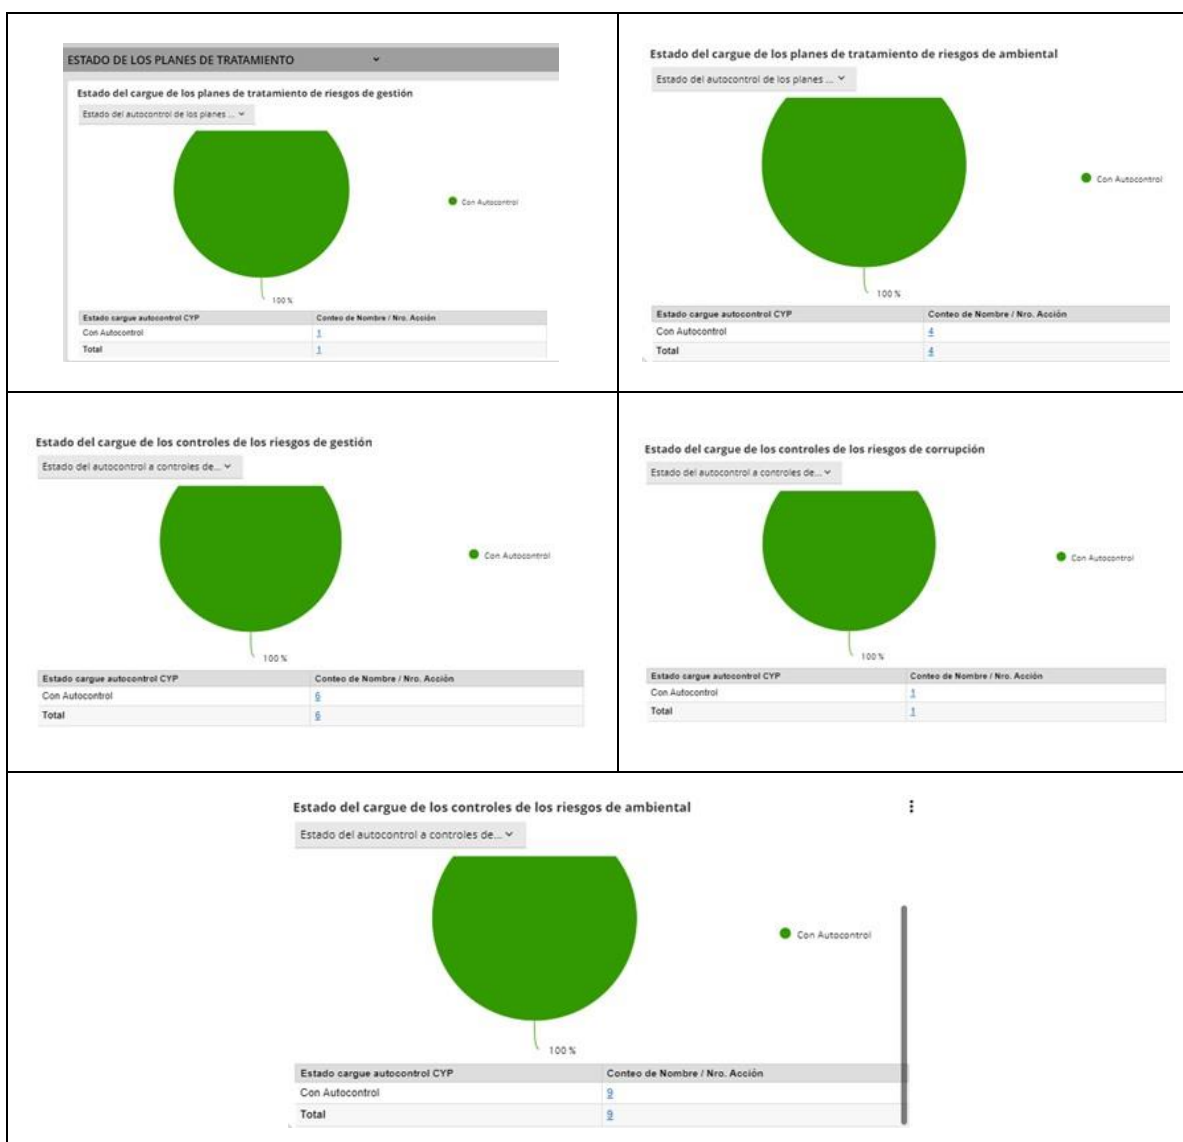 ESTADO DE LOS PLANES DE TRATAMIENTO
Estado del cargue de los planes de tratamiento de riesgos de gestión
Estado del autocontrol de los planes ...
Con Autocontrol
100 %
Estado cargue autocontrol CYP Conteo de Nombre / Nro. Acción
Con Autocontrol 1
Total 1
Estado del cargue de los planes de tratamiento de riesgos de ambiental
Estado del autocontrol de los planes ...
Con Autocontrol
100 %
Estado cargue autocontrol CYP Conteo de Nombre / Nro. Acción
Con Autocontrol 4
Total 4
Estado del cargue de los controles de los riesgos de gestión
Estado del autocontrol a controles de...
Con Autocontrol
100 %
Estado cargue autocontrol CYP Conteo de Nombre / Nro. Acción
Con Autocontrol 6
Total 6
Estado del cargue de los controles de los riesgos de corrupción
Estado del autocontrol a controles de...
Con Autocontrol
100 %
Estado cargue autocontrol CYP Conteo de Nombre / Nro. Acción
Con Autocontrol 1
Total 1
Estado del cargue de los controles de los riesgos de ambiental
Estado del autocontrol a controles de...
Con Autocontrol
100 %
Estado cargue autocontrol CYP Conteo de Nombre / Nro. Acción
Con Autocontrol 9
Total 9